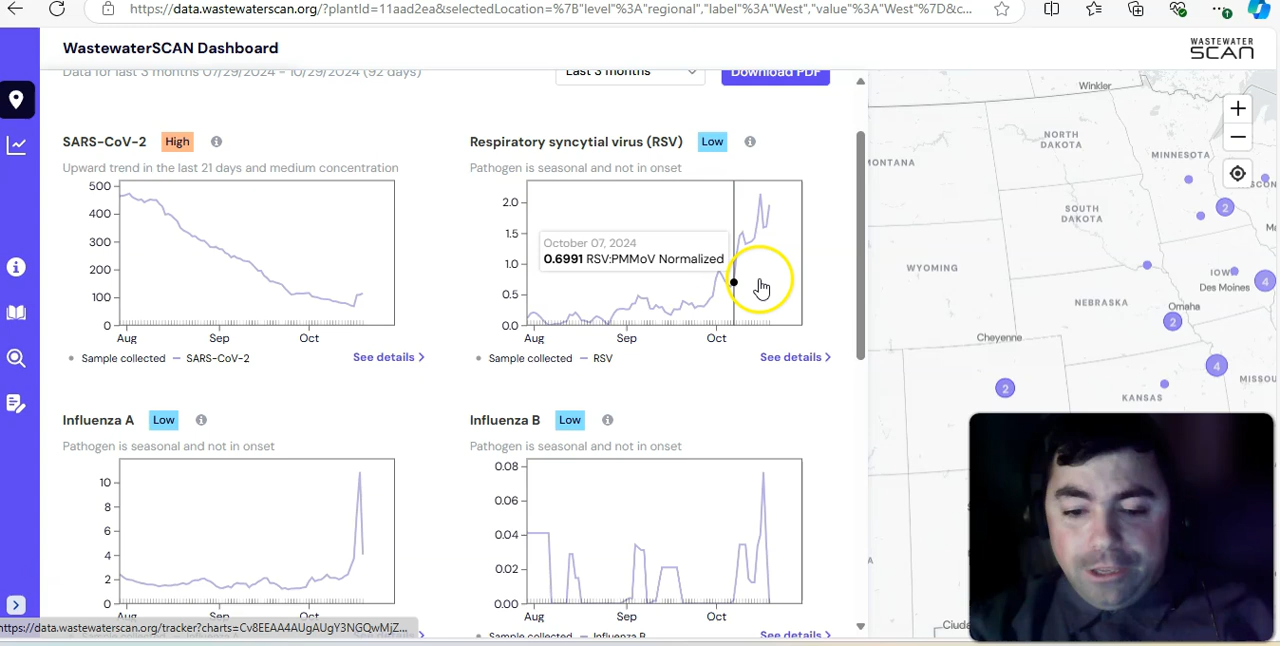 https://data.wastewaterscan.org/?plantId=11aad2ea&selectedLocation=%7B"level"%3A"regional","label"%3A"West","value"%3A"West"%7D&c...
WastewaterSCAN Dashboard
WASTEWATER
SCAN
Data for last 3 months 07/29/2024 - 10/29/2024 (92 days)
Last 3 months
Download PDF
SARS-CoV-2 High
Upward trend in the last 21 days and medium concentration
500
400
300
200
100
0
Aug Sep Oct
Sample collected SARS-CoV-2
See details >
Respiratory syncytial virus (RSV) Low
Pathogen is seasonal and not in onset
2.0
1.5
1.0
0.5
0.0
October 07, 2024
0.6991 RSV:PMMoV Normalized
Aug Sep Oct
Sample collected RSV
See details >
Influenza A Low
Pathogen is seasonal and not in onset
10
8
6
4
2
0
Aug Sep Oct
Influenza B Low
Pathogen is seasonal and not in onset
0.08
0.06
0.04
0.02
0.00
Aug Sep Oct
Sample collected Influenza B
See details >
https://data.wastewaterscan.org/tracker?charts=Cv8EEAA4AUgAUgY3NGQwMjZ...
Winkler
NORTH
DAKOTA
MONTANA
MINNESOTA
SOUTH
DAKOTA
2
WYOMING
IOWA
Des Moines
4
NEBRASKA
Omaha
2
Cheyenne
4
2
KANSAS
MISSOU